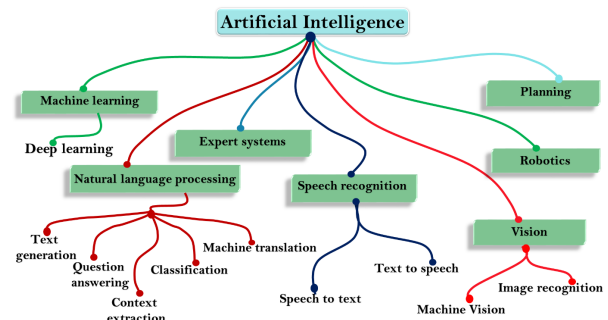 Artificial Intelligence
Planning
Machine learning
Expert systems
Deep learning
Robotics
Natural language processing
Speech recognition
Vision
Text
generation
Question
answering
Context
extraction
Classification
Machine translation
Speech to text
Text to speech
Machine Vision
Image recognition